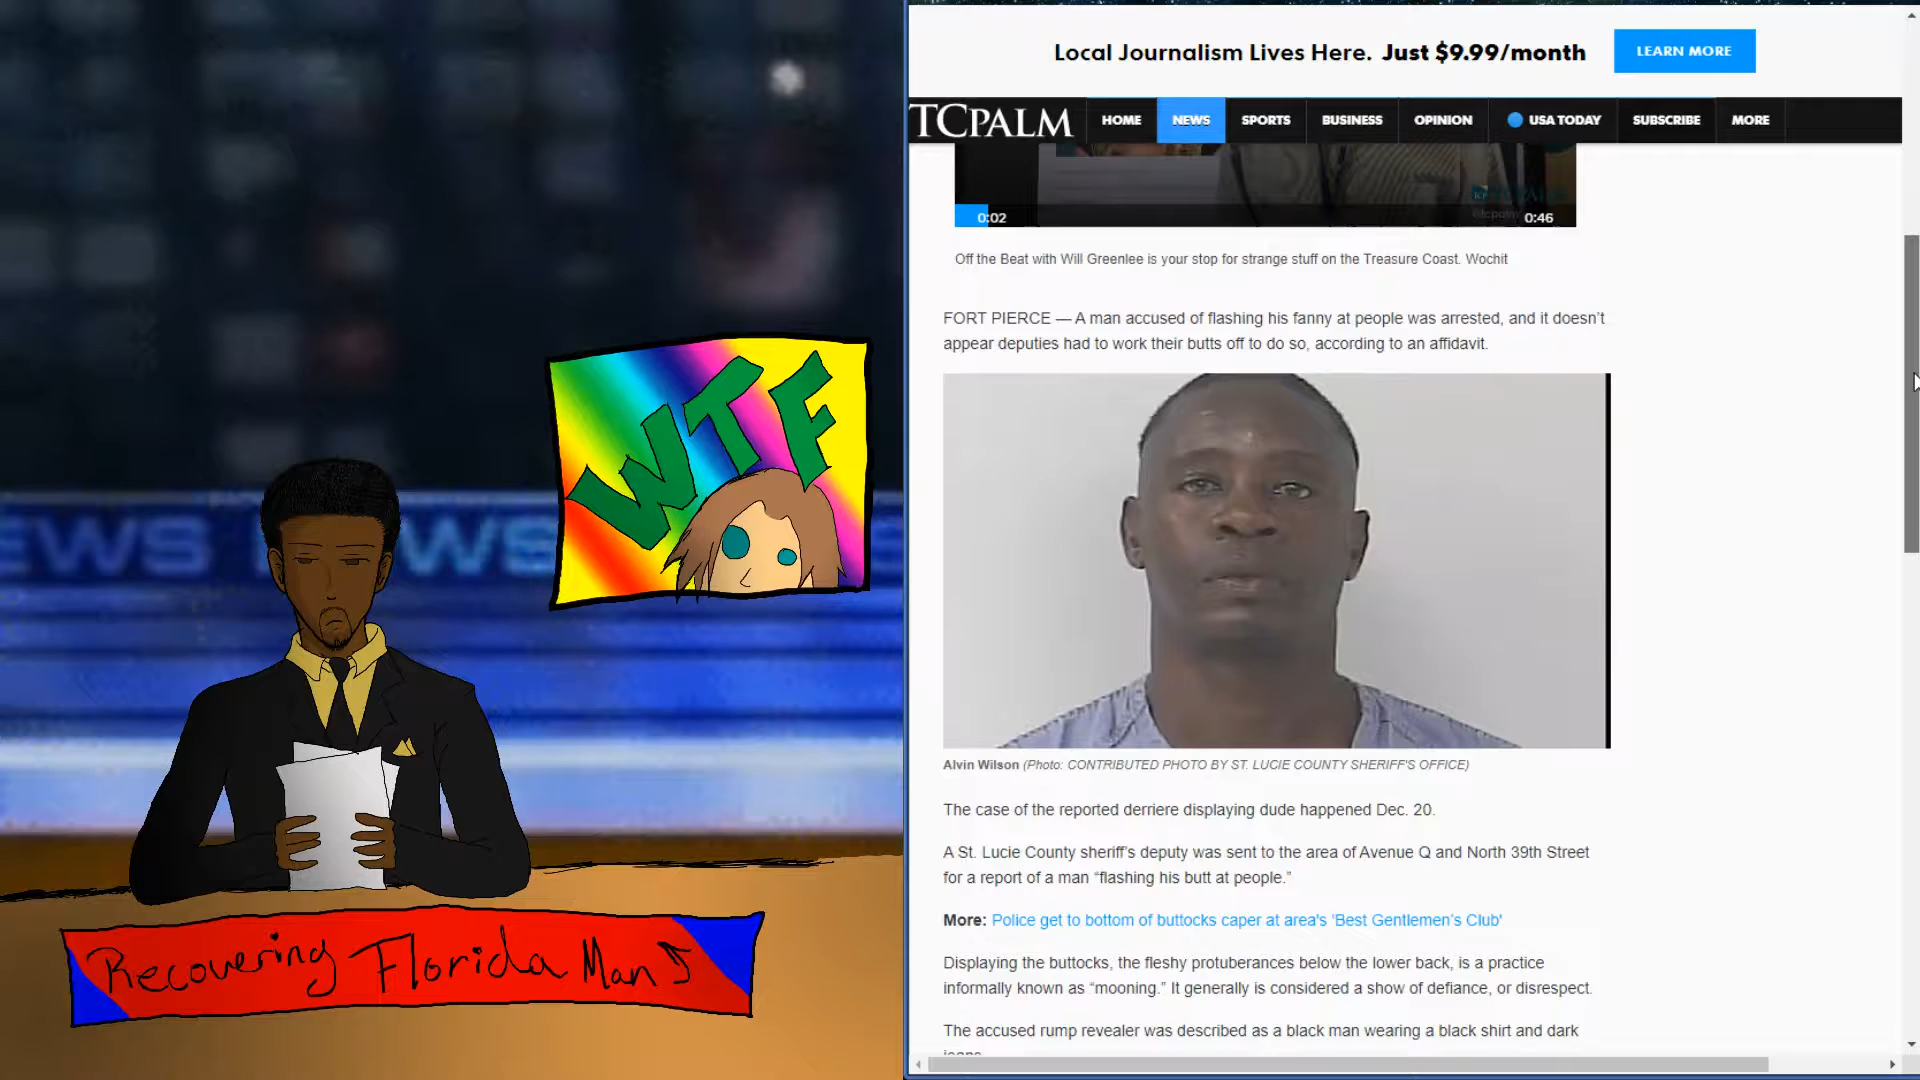 EWS NEWS
WTF
Recovering Florida Man
Local Journalism Lives Here. Just $9.99/month
LEARN MORE
TCPALM
HOME
NEWS
SPORTS
BUSINESS
OPINION
USA TODAY
SUBSCRIBE
MORE
0:02
0:46
Off the Beat with Will Greenlee is your stop for strange stuff on the Treasure Coast. Wochit
FORT PIERCE — A man accused of flashing his fanny at people was arrested, and it doesn't
appear deputies had to work their butts off to do so, according to an affidavit.
Alvin Wilson (Photo: CONTRIBUTED PHOTO BY ST. LUCIE COUNTY SHERIFF'S OFFICE)
The case of the reported derriere displaying dude happened Dec. 20.
A St. Lucie County sheriff's deputy was sent to the area of Avenue Q and North 39th Street
for a report of a man “flashing his butt at people.”
More: Police get to bottom of buttocks caper at area's 'Best Gentlemen's Club'
Displaying the buttocks, the fleshy protuberances below the lower back, is a practice
informally known as “mooning.” It generally is considered a show of defiance, or disrespect.
The accused rump revealer was described as a black man wearing a black shirt and dark
jeans